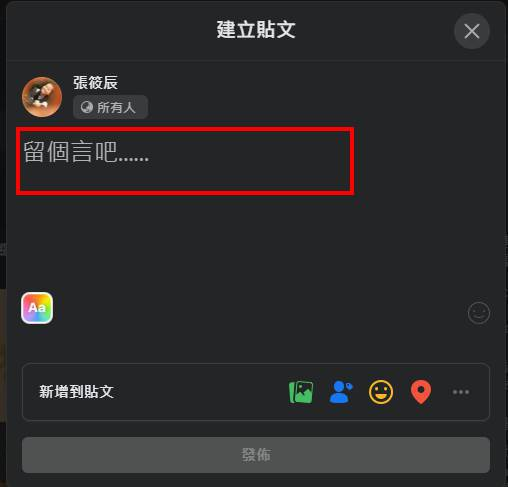 建立貼文
張筱辰
所有人
留個言吧......
Aa
新增到貼文
發佈